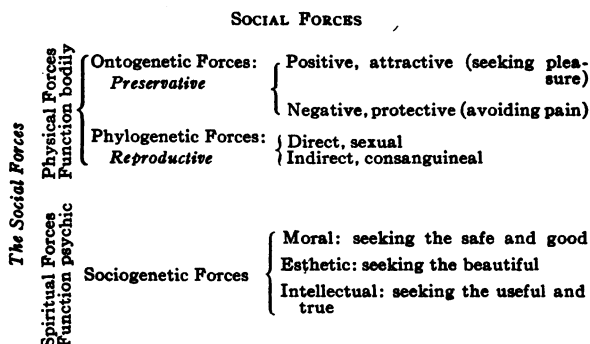 SOCIAL FORCES
The Social Forces
Physical Forces
Function bodily
Ontogenetic Forces:
Preservative
Positive, attractive (seeking plea-
sure)
Negative, protective (avoiding pain)
Phylogenetic Forces:
Reproductive
Direct, sexual
Indirect, consanguineal
Spiritual Forces
Function psychic
Sociogenetic Forces
Moral: seeking the safe and good
Esthetic: seeking the beautiful
Intellectual: seeking the useful and
true